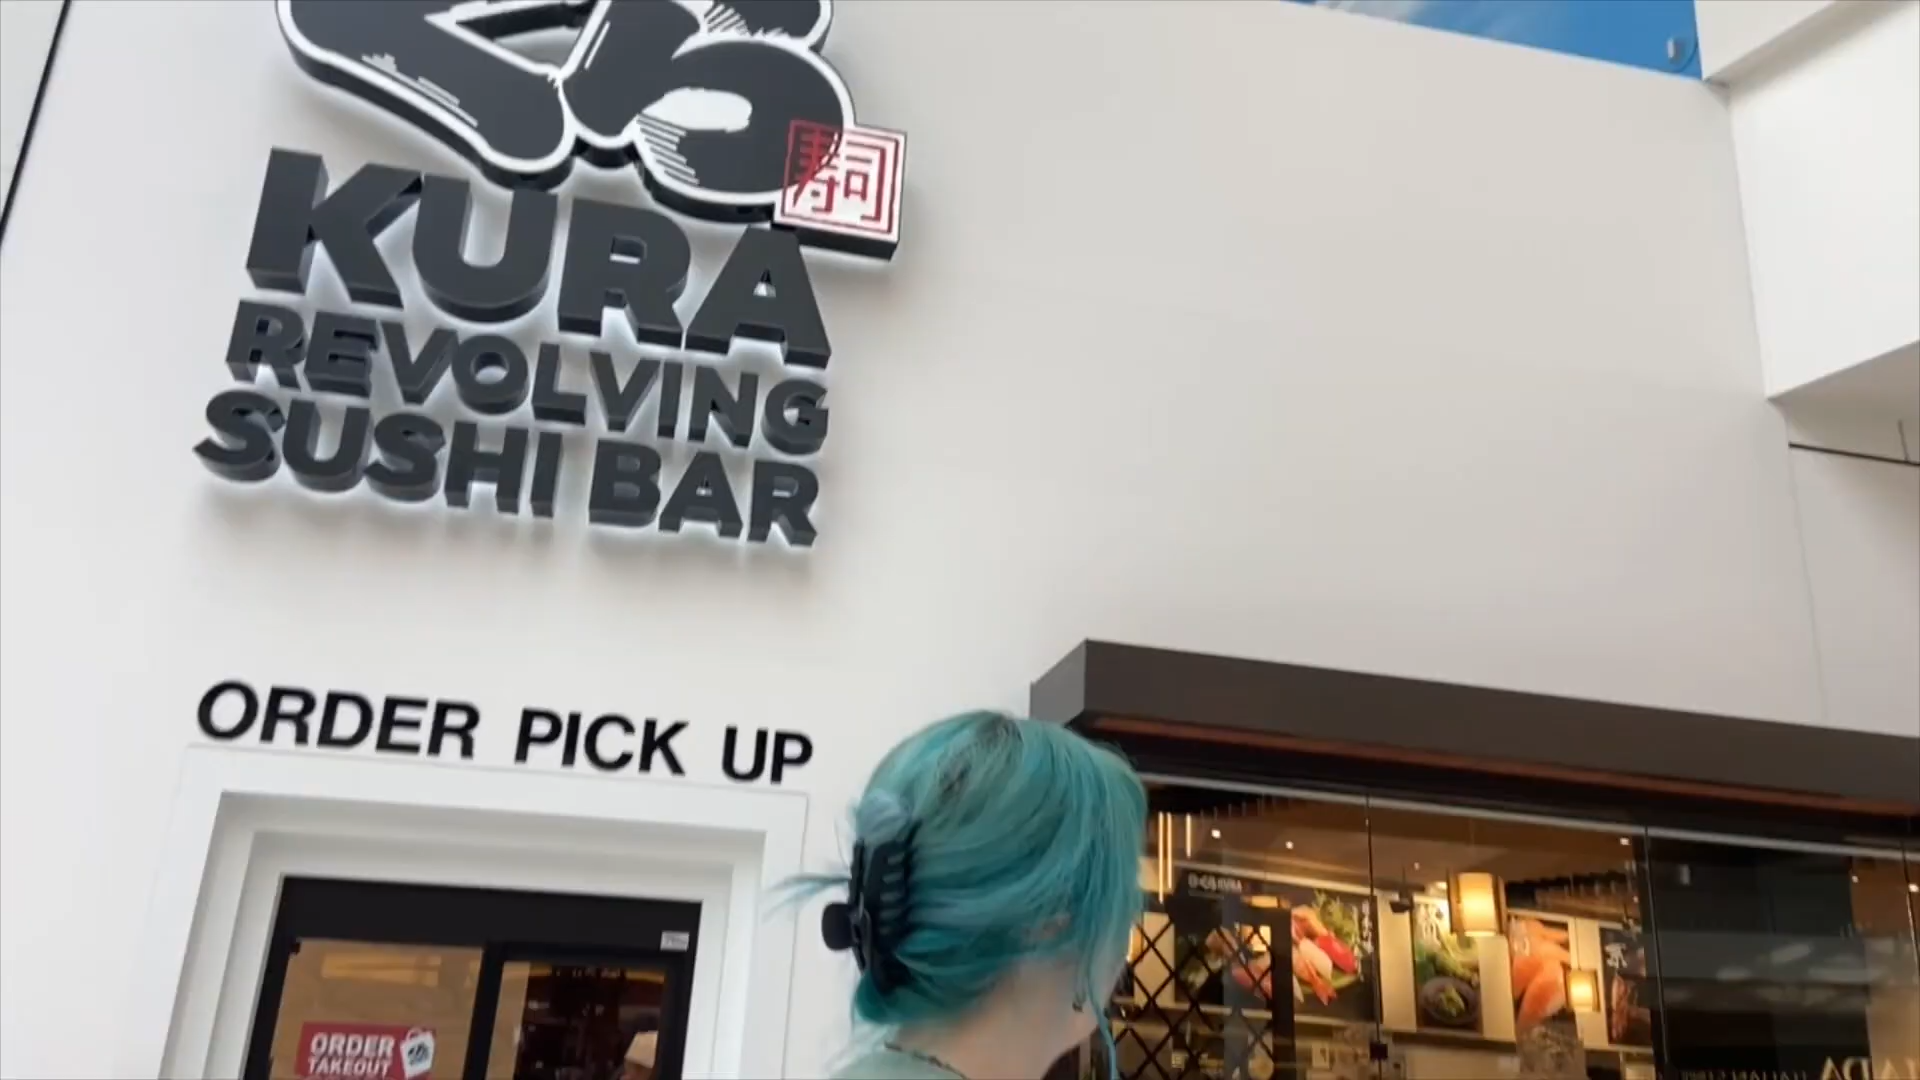 くら
寿司
KURA
REVOLVING
SUSHI BAR
ORDER PICK UP
ORDER
TAKEOUT